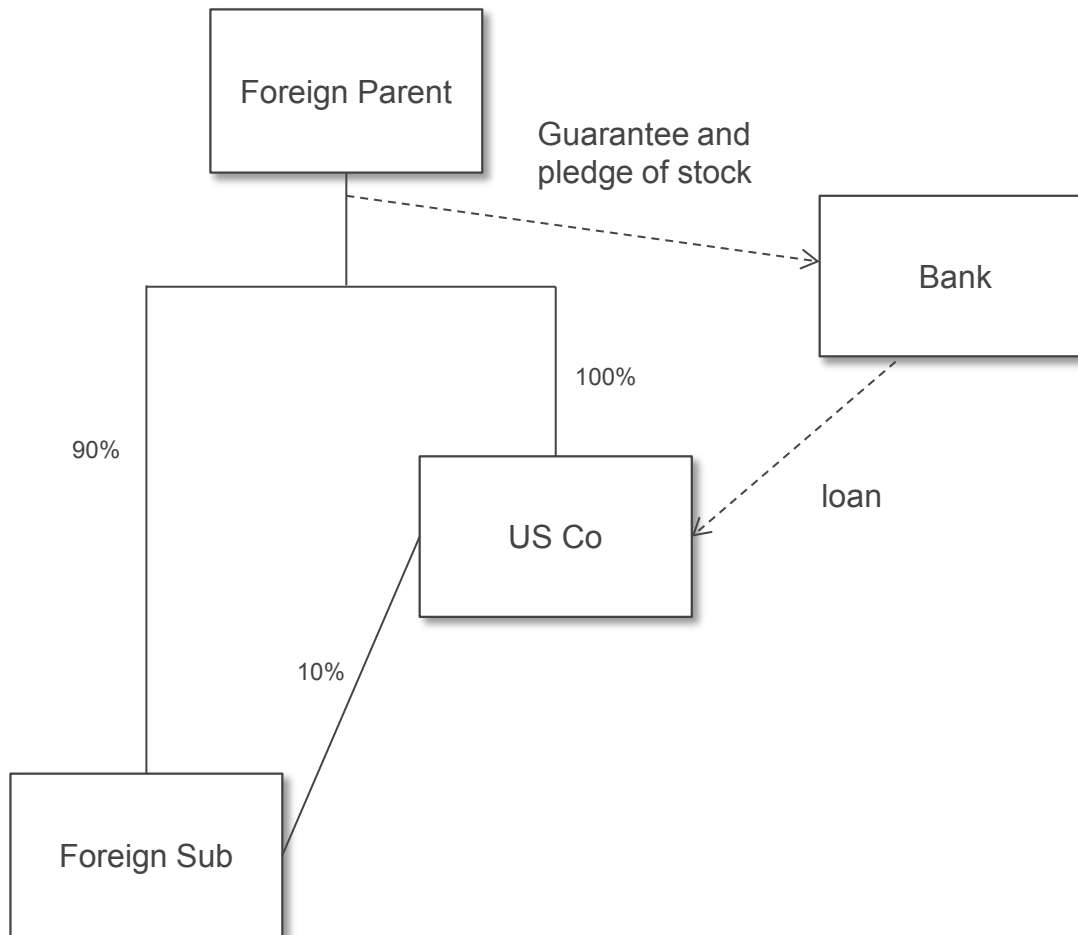 Foreign Parent
Guarantee and
pledge of stock
Bank
100%
90%
US Co
loan
10%
Foreign Sub